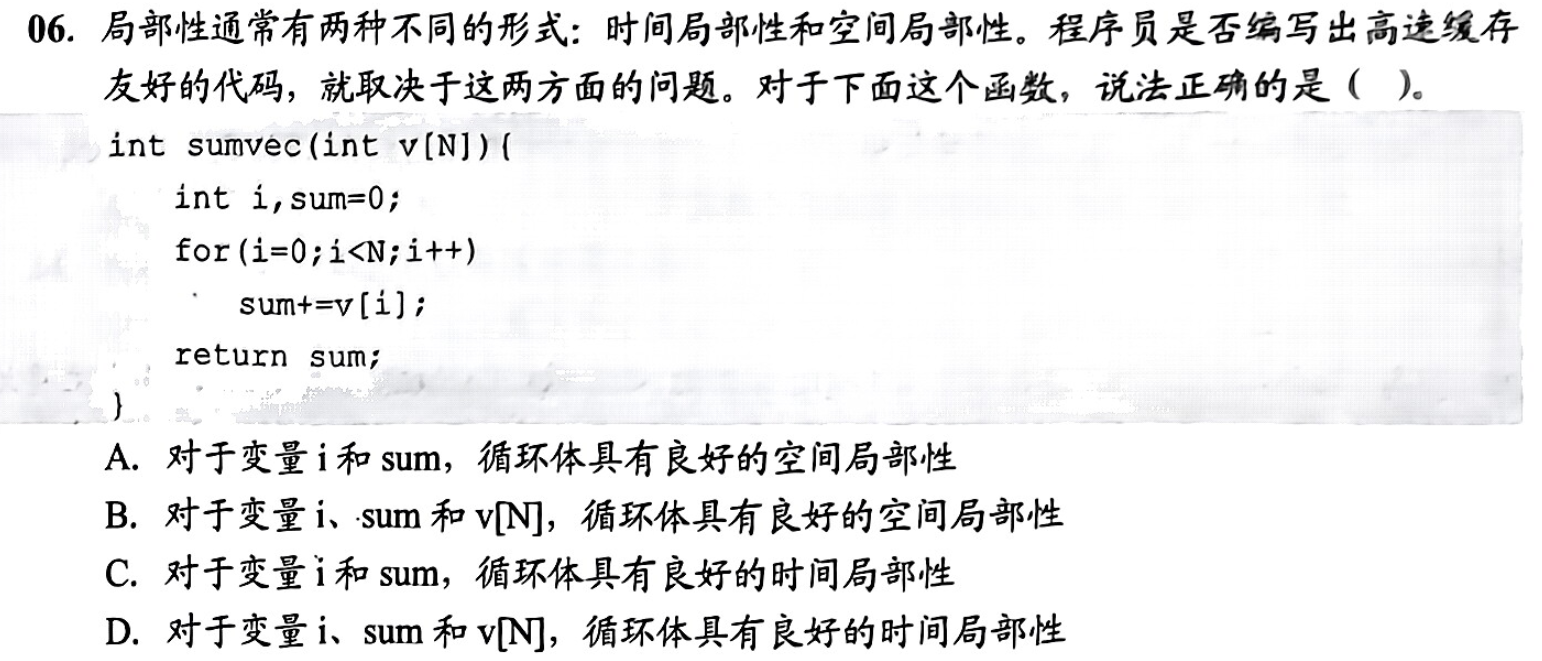 06. 局部性通常有两种不同的形式：时间局部性和空间局部性。程序员是否编写出高速缓存
友好的代码，就取决于这两方面的问题。对于下面这个函数，说法正确的是（ ）。
int sumvec(int v[N]){
int i,sum=0;
for(i=0;i<N;i++)
sum+=v[i];
return sum;
}
A. 对于变量 i 和 sum，循环体具有良好的空间局部性
B. 对于变量 i、sum 和 v[N]，循环体具有良好的空间局部性
C. 对于变量 i 和 sum，循环体具有良好的时间局部性
D. 对于变量 i、sum 和 v[N]，循环体具有良好的时间局部性